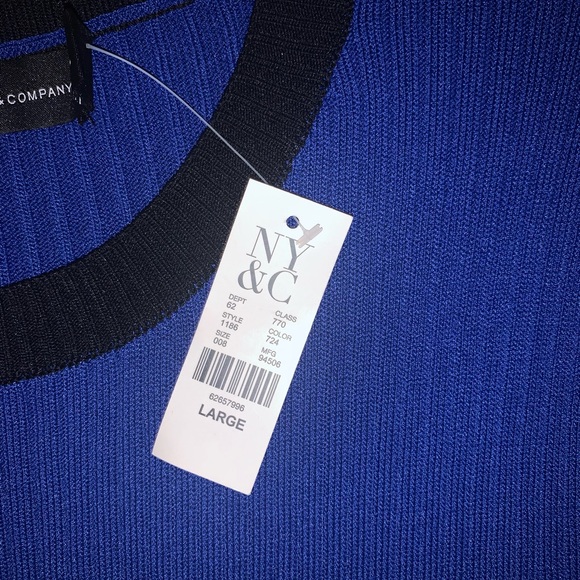 & COMPANY
NY
&C
DEPT CLASS
62 770
STYLE COLOR
1186 724
SIZE MFG
008 94506
62657996
LARGE